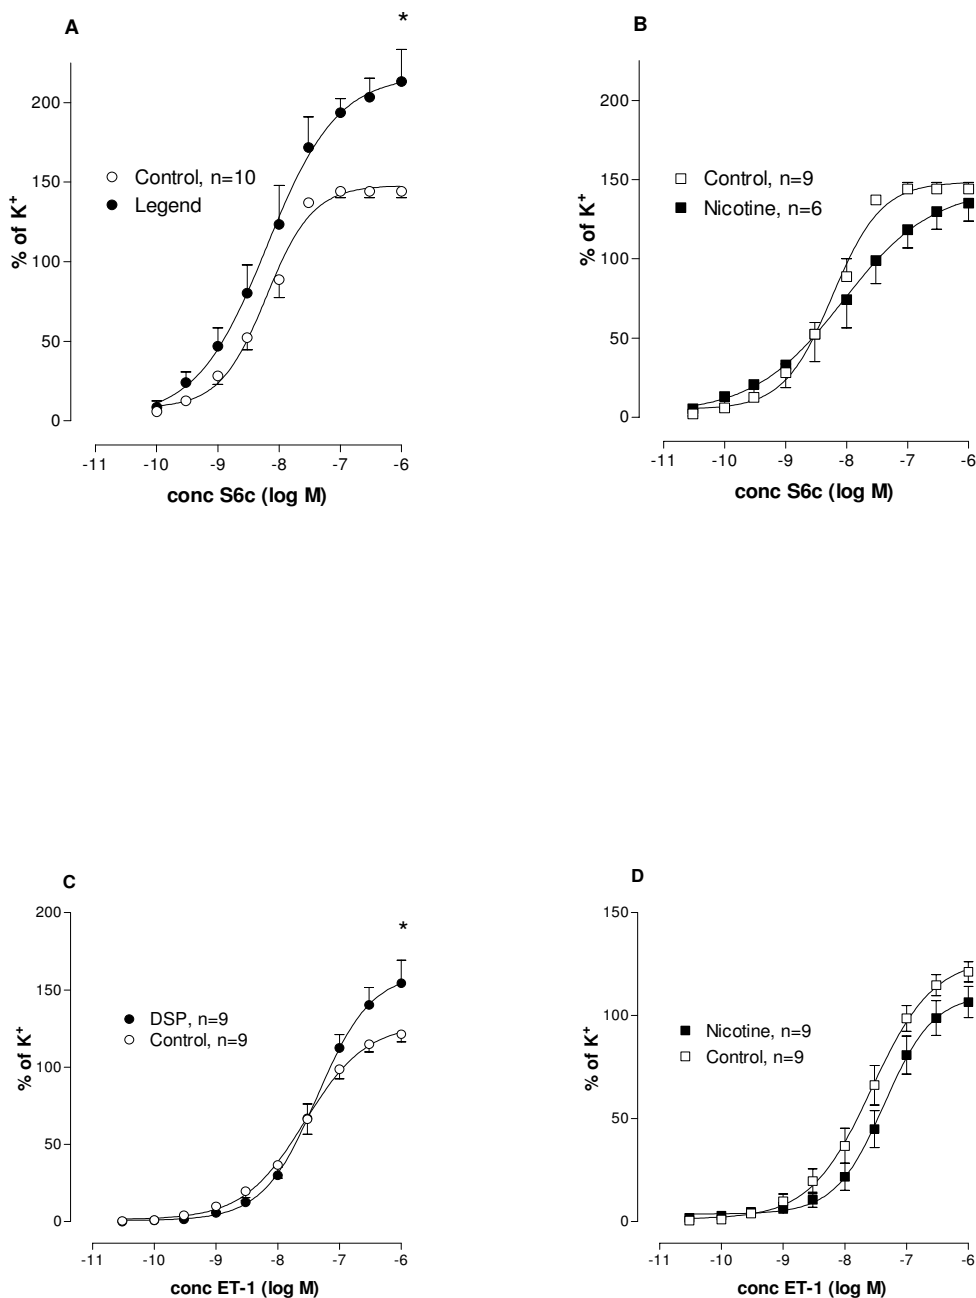 A
*
200
150
100
50
0
% of K⁺
Control, n=10
Legend
-11 -10 -9 -8 -7 -6
conc S6c (log M)
B
200
150
100
50
0
% of K⁺
Control, n=9
Nicotine, n=6
-11 -10 -9 -8 -7 -6
conc S6c (log M)
C
*
200
150
100
50
0
% of K⁺
DSP, n=9
Control, n=9
-11 -10 -9 -8 -7 -6
conc ET-1 (log M)
D
150
100
50
0
% of K⁺
Nicotine, n=9
Control, n=9
-11 -10 -9 -8 -7 -6
conc ET-1 (log M)